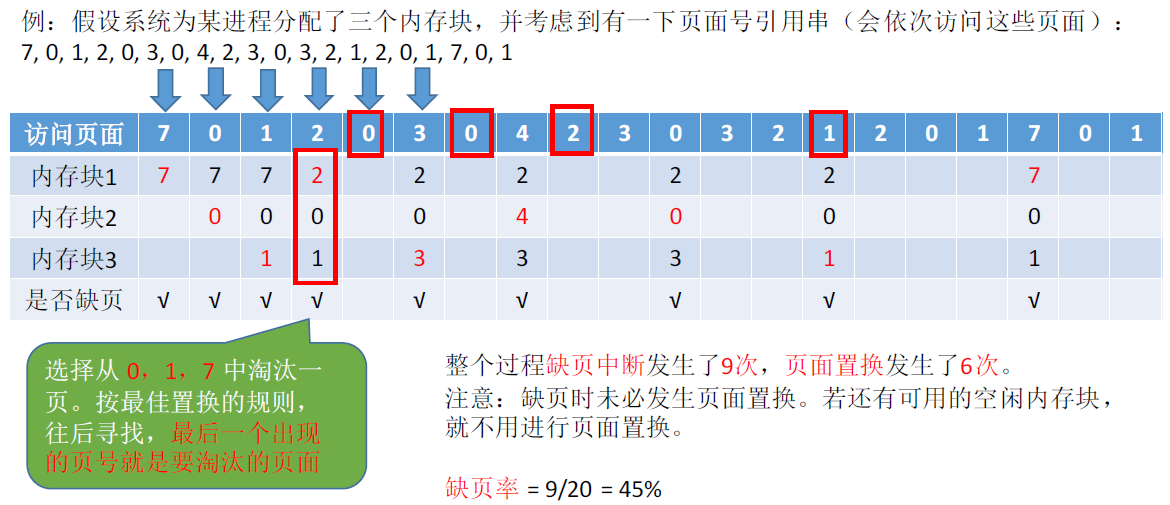 例：假设系统为某进程分配了三个内存块，并考虑到有一下页面号引用串（会依次访问这些页面）：
7, 0, 1, 2, 0, 3, 0, 4, 2, 3, 0, 3, 2, 1, 2, 0, 1, 7, 0, 1
访问页面 7 0 1 2 0 3 0 4 2 3 0 3 2 1 2 0 1 7 0 1
内存块1 7 7 7 2 2 2 2 2 7
内存块2 0 0 0 0 4 0 0 0
内存块3 1 1 3 3 3 1 1
是否缺页 √ √ √ √ √ √ √ √ √
选择从 0，1，7 中淘汰一
页。按最佳置换的规则，
往后寻找，最后一个出现
的页号就是要淘汰的页面
整个过程缺页中断发生了9次，页面置换发生了6次。
注意：缺页时未必发生页面置换。若还有可用的空闲内存块，
就不用进行页面置换。
缺页率 = 9/20 = 45%